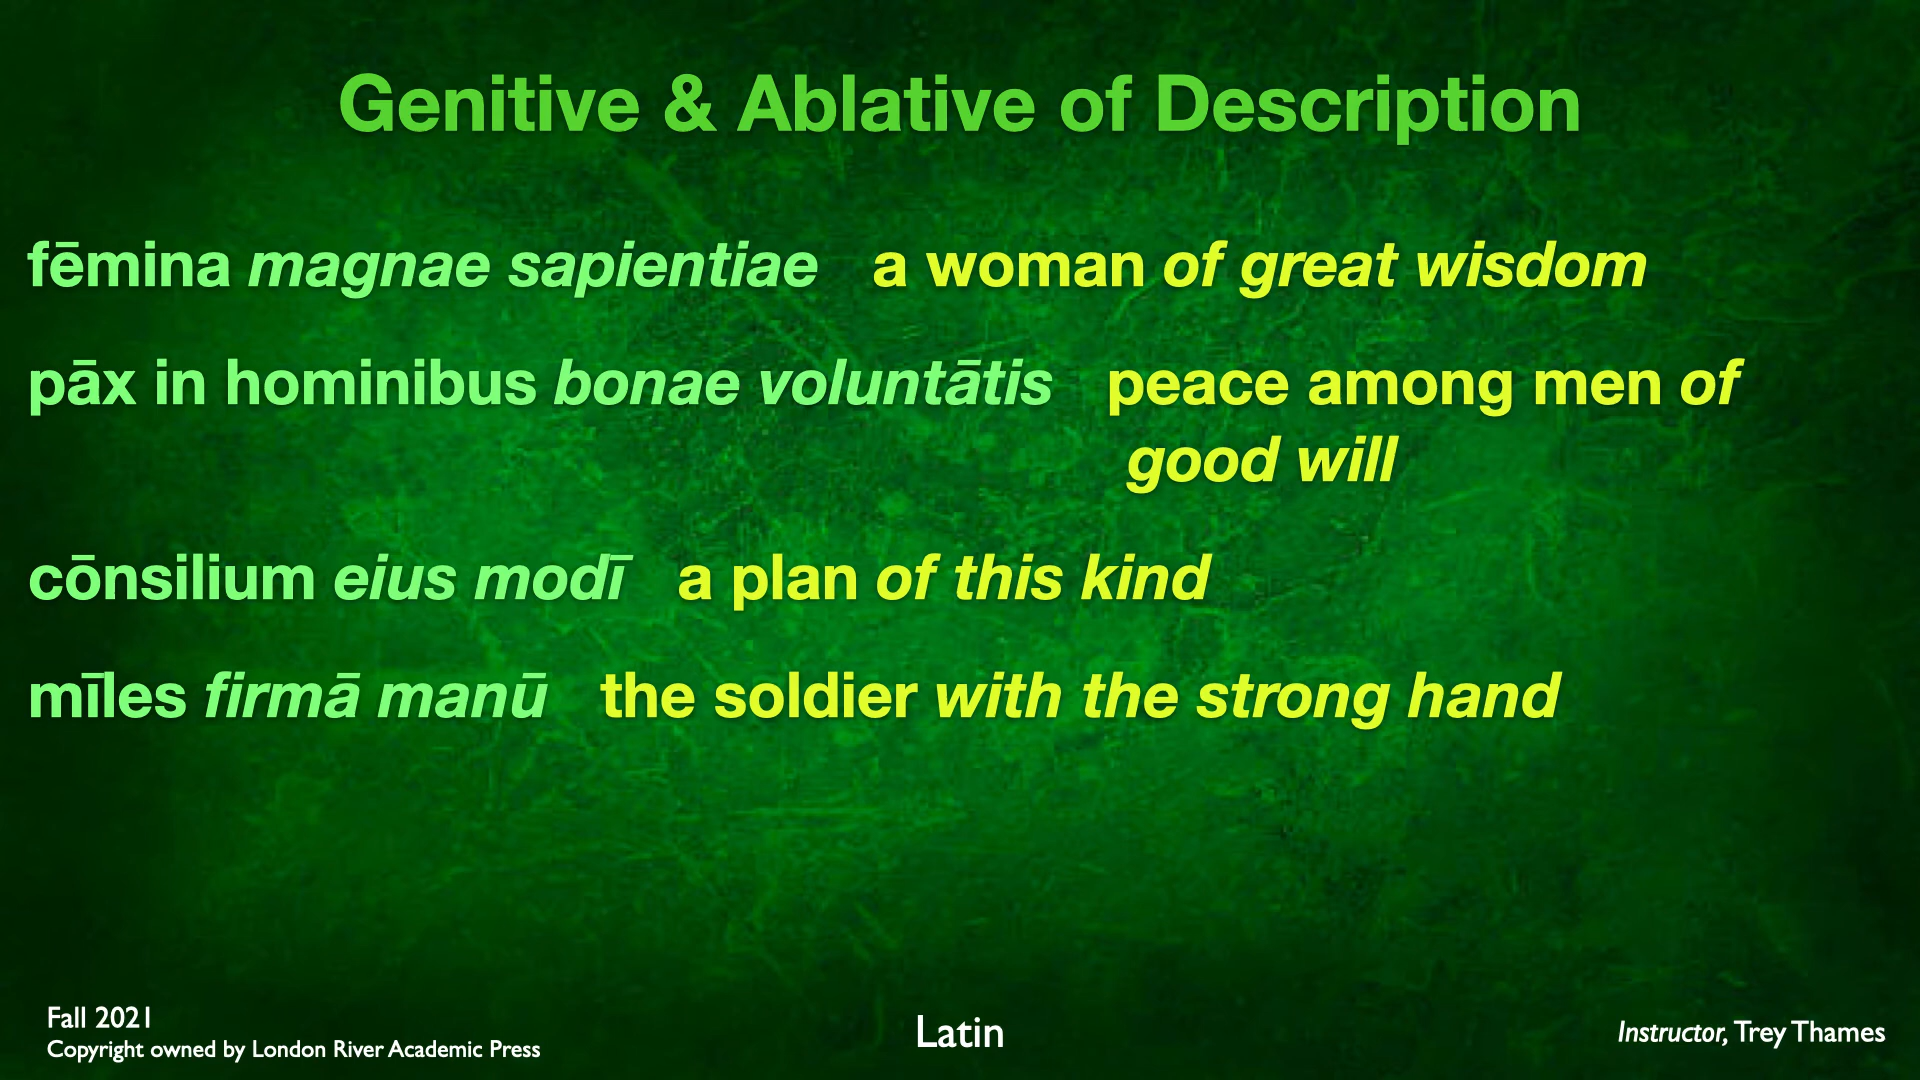 Genitive & Ablative of Description
fēmina magnae sapientiae a woman of great wisdom
pāx in hominibus bonae voluntātis peace among men of
good will
cōnsilium eius modī a plan of this kind
mīles firmā manū the soldier with the strong hand
Fall 2021
Copyright owned by London River Academic Press
Latin
Instructor, Trey Thames